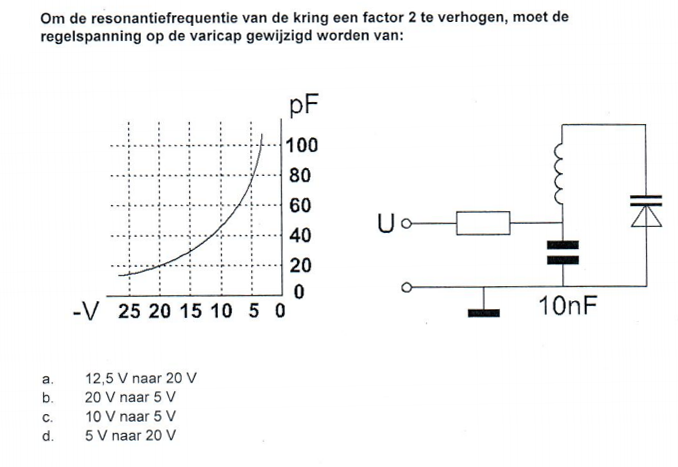 Om de resonantiefrequentie van de kring een factor 2 te verhogen, moet de
regelspanning op de varicap gewijzigd worden van:
pF
100
80
60
40
20
0
-V 25 20 15 10 5 0
U
10nF
a. 12,5 V naar 20 V
b. 20 V naar 5 V
c. 10 V naar 5 V
d. 5 V naar 20 V